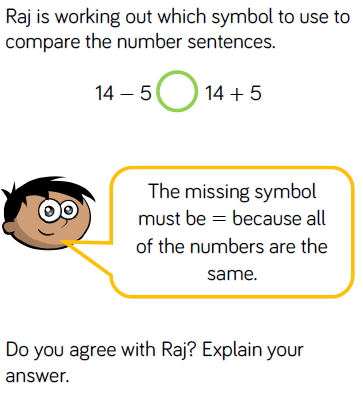 Raj is working out which symbol to use to
compare the number sentences.
14 – 5 14 + 5
The missing symbol
must be = because all
of the numbers are the
same.
Do you agree with Raj? Explain your
answer.